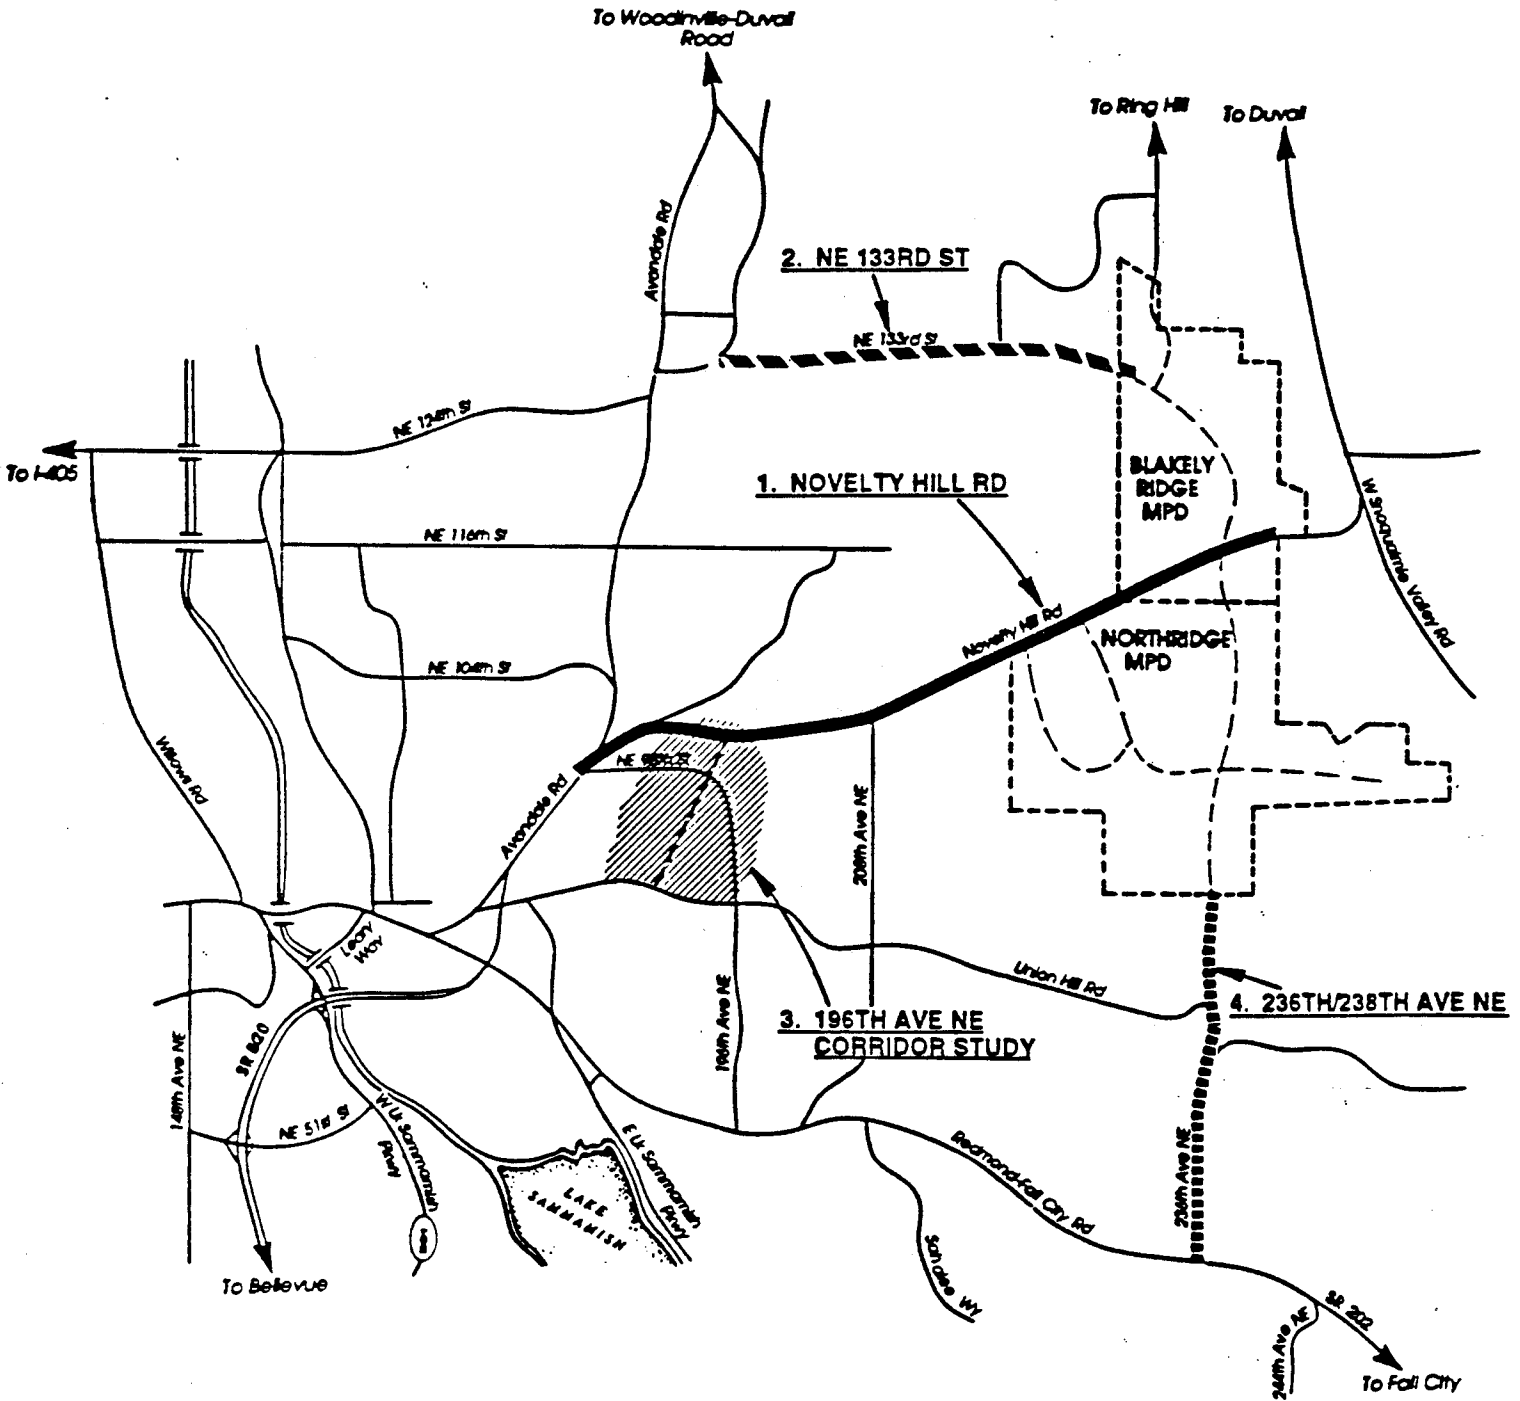 To Woodinville-Duvall
Road
To Ring Hill
To Duvall
Avondale Rd
2. NE 133RD ST
NE 133rd St
NE 124th St
To I-405
BLAKELY
RIDGE
MPD
1. NOVELTY HILL RD
W Snoqualmie Valley Rd
NE 116th St
Novelty Hill Rd
NORTHRIDGE
MPD
NE 104th St
Willows Rd
NE 95th St
Avondale Rd
208th Ave NE
Leary
Way
Union Hill Rd
4. 236TH/238TH AVE NE
196th Ave NE
3. 196TH AVE NE
CORRIDOR STUDY
SR 520
148th Ave NE
NE 51st St
W Lk Sammamish
Pkwy
E Lk Sammamish
Pkwy
LAKE
SAMMAMISH
Redmond-Fall City Rd
236th Ave NE
Sahalee WY
To Bellevue
SR 202
244th Ave NE
To Fall City